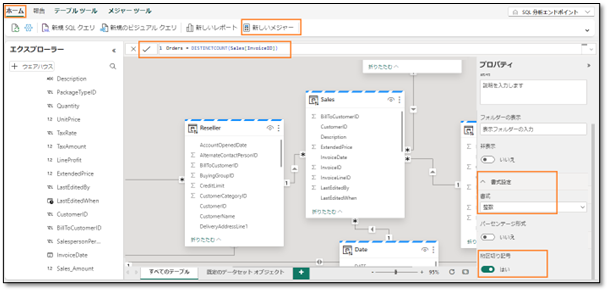 ホーム 報告 テーブル ツール メジャー ツール
SQL 分析エンドポイント
新規 SQL クエリ 新規のビジュアル クエリ 新しいレポート 新しいメジャー
エクスプローラー
+ ウェアハウス
Description
PackageTypeID
Quantity
UnitPrice
TaxRate
TaxAmount
LineProfit
ExtendedPrice
LastEditedBy
LastEditedWhen
CustomerID
BillToCustomerID
SalespersonPer...
InvoiceDate
Sales_Amount
1 Orders = DISTINCTCOUNT(Sales[InvoiceID])
折りたたむ
Reseller
AccountOpenedDate
AlternateContactPersonID
BillToCustomerID
BuyingGroupID
CreditLimit
CustomerCategoryID
CustomerID
CustomerName
DeliveryAddressLine1
折りたたむ
Sales
BillToCustomerID
CustomerID
Description
ExtendedPrice
InvoiceDate
InvoiceID
InvoiceLineID
LastEditedBy
LastEditedWhen
折りたたむ
Date
すべてのテーブル 固定のデータセット オブジェクト +
95%
プロパティ
説明を入力します
フォルダーの表示
表示フォルダーの入力
非表示
いいえ
書式設定
書式
整数
パーセンテージ形式
いいえ
桁区切り記号
はい